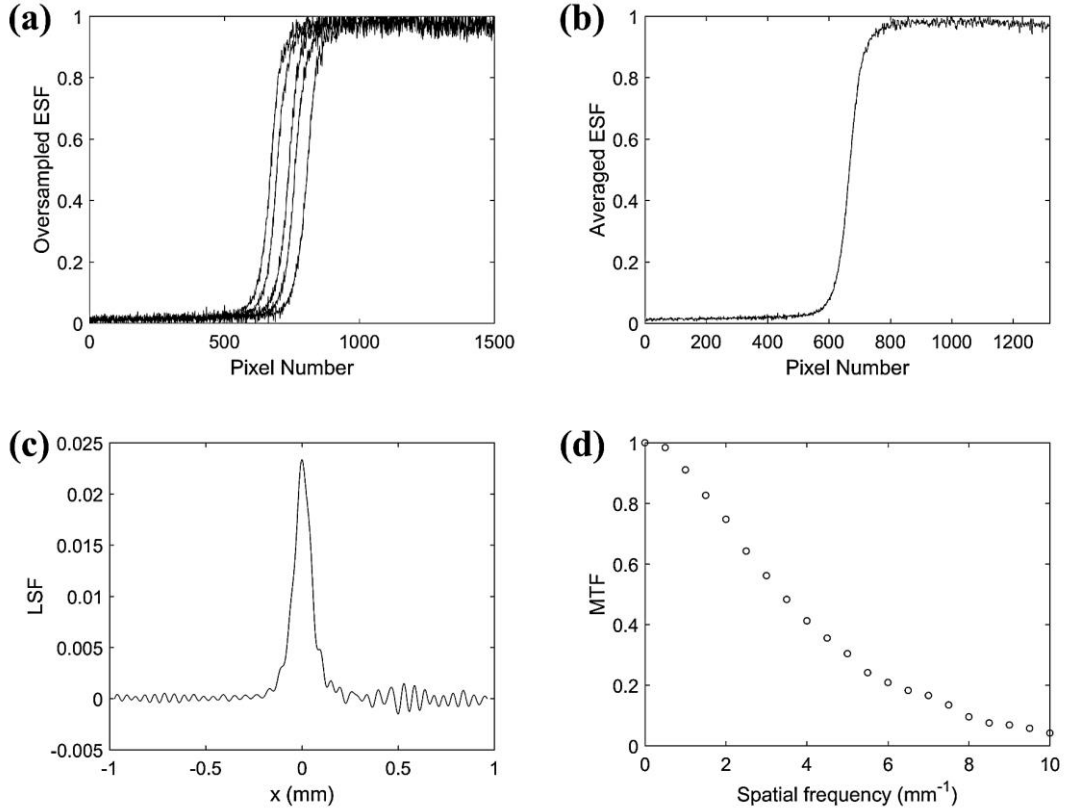 (a)
Oversampled ESF
1
0.8
0.6
0.4
0.2
0
0 500 1000 1500
Pixel Number
(b)
Averaged ESF
1
0.8
0.6
0.4
0.2
0
0 200 400 600 800 1000 1200
Pixel Number
(c)
LSF
0.025
0.02
0.015
0.01
0.005
0
-0.005
-1 -0.5 0 0.5 1
x (mm)
(d)
MTF
1
0.8
0.6
0.4
0.2
0
0 2 4 6 8 10
Spatial frequency (mm⁻¹)